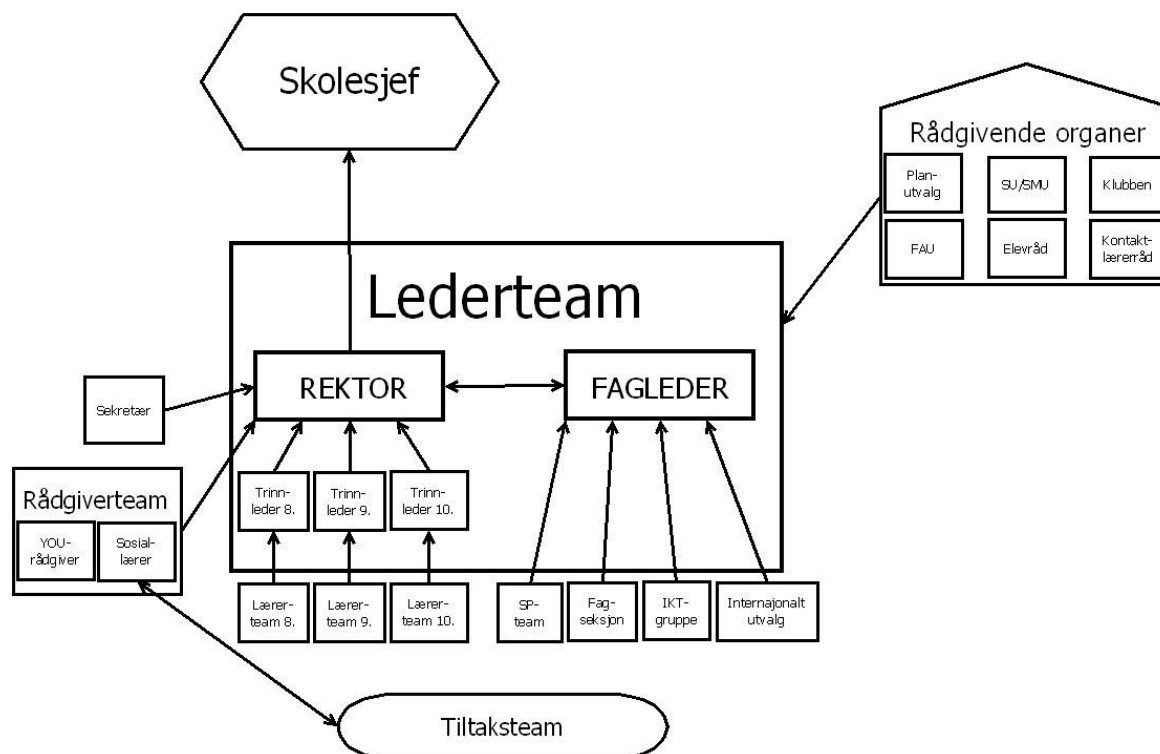 Skolesjef
Rådgivende organer
Plan-
utvalg
SU/SMU
Klubben
FAU
Elevråd
Kontakt-
lærerråd
Lederteam
REKTOR
FAGLEDER
Sekretær
Rådgiverteam
YOU-
rådgiver
Sosial-
lærer
Trinn-
leder 8.
Trinn-
leder 9.
Trinn-
leder 10.
Lærer-
team 8.
Lærer-
team 9.
Lærer-
team 10.
SP-
team
Fag-
seksjon
IKT-
gruppe
Internajonalt
utvalg
Tiltaksteam